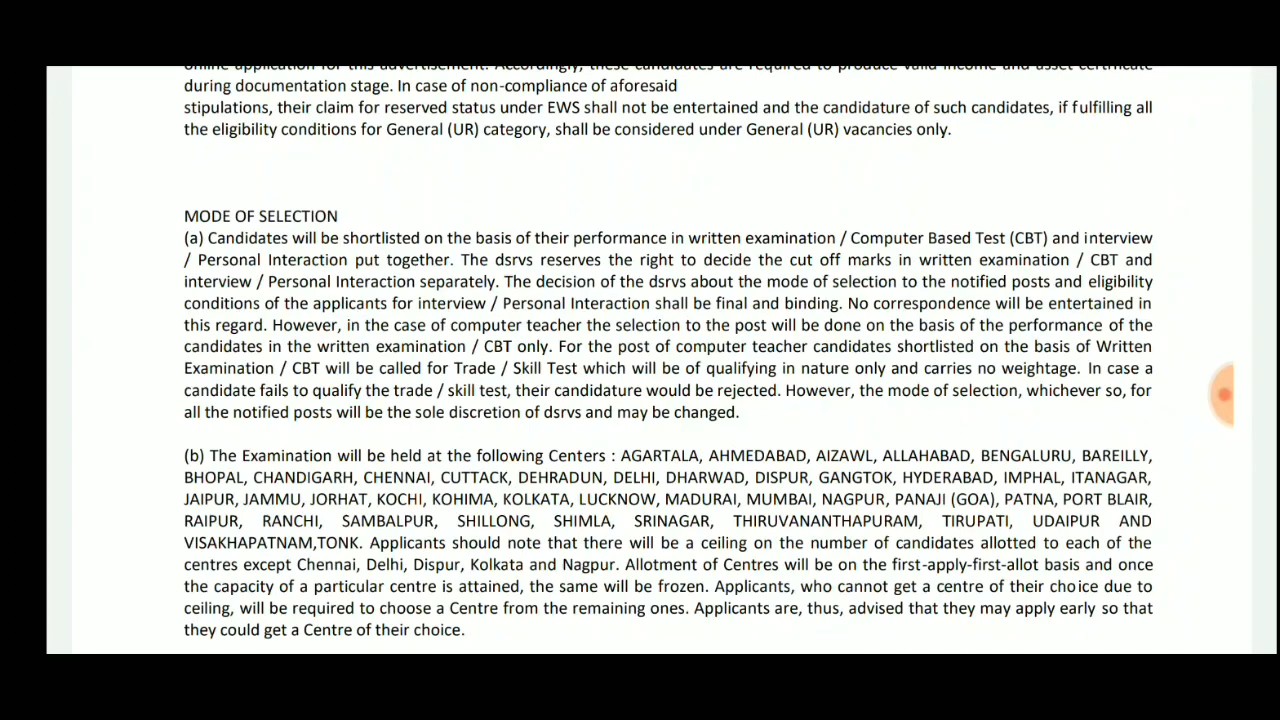 online application for this advertisement. Accordingly, these candidates are required to produce valid income and asset certificate
during documentation stage. In case of non-compliance of aforesaid
stipulations, their claim for reserved status under EWS shall not be entertained and the candidature of such candidates, if fulfilling all
the eligibility conditions for General (UR) category, shall be considered under General (UR) vacancies only.
MODE OF SELECTION
(a) Candidates will be shortlisted on the basis of their performance in written examination / Computer Based Test (CBT) and interview
/ Personal Interaction put together. The dsrvs reserves the right to decide the cut off marks in written examination / CBT and
interview / Personal Interaction separately. The decision of the dsrvs about the mode of selection to the notified posts and eligibility
conditions of the applicants for interview / Personal Interaction shall be final and binding. No correspondence will be entertained in
this regard. However, in the case of computer teacher the selection to the post will be done on the basis of the performance of the
candidates in the written examination / CBT only. For the post of computer teacher candidates shortlisted on the basis of Written
Examination / CBT will be called for Trade / Skill Test which will be of qualifying in nature only and carries no weightage. In case a
candidate fails to qualify the trade / skill test, their candidature would be rejected. However, the mode of selection, whichever so, for
all the notified posts will be the sole discretion of dsrvs and may be changed.
(b) The Examination will be held at the following Centers : AGARTALA, AHMEDABAD, AIZAWL, ALLAHABAD, BENGALURU, BAREILLY,
BHOPAL, CHANDIGARH, CHENNAI, CUTTACK, DEHRADUN, DELHI, DHARWAD, DISPUR, GANGTOK, HYDERABAD, IMPHAL, ITANAGAR,
JAIPUR, JAMMU, JORHAT, KOCHI, KOHIMA, KOLKATA, LUCKNOW, MADURAI, MUMBAI, NAGPUR, PANAJI (GOA), PATNA, PORT BLAIR,
RAIPUR, RANCHI, SAMBALPUR, SHILLONG, SHIMLA, SRINAGAR, THIRUVANANTHAPURAM, TIRUPATI, UDAIPUR AND
VISAKHAPATNAM,TONK. Applicants should note that there will be a ceiling on the number of candidates allotted to each of the
centres except Chennai, Delhi, Dispur, Kolkata and Nagpur. Allotment of Centres will be on the first-apply-first-allot basis and once
the capacity of a particular centre is attained, the same will be frozen. Applicants, who cannot get a centre of their choice due to
ceiling, will be required to choose a Centre from the remaining ones. Applicants are, thus, advised that they may apply early so that
they could get a Centre of their choice.